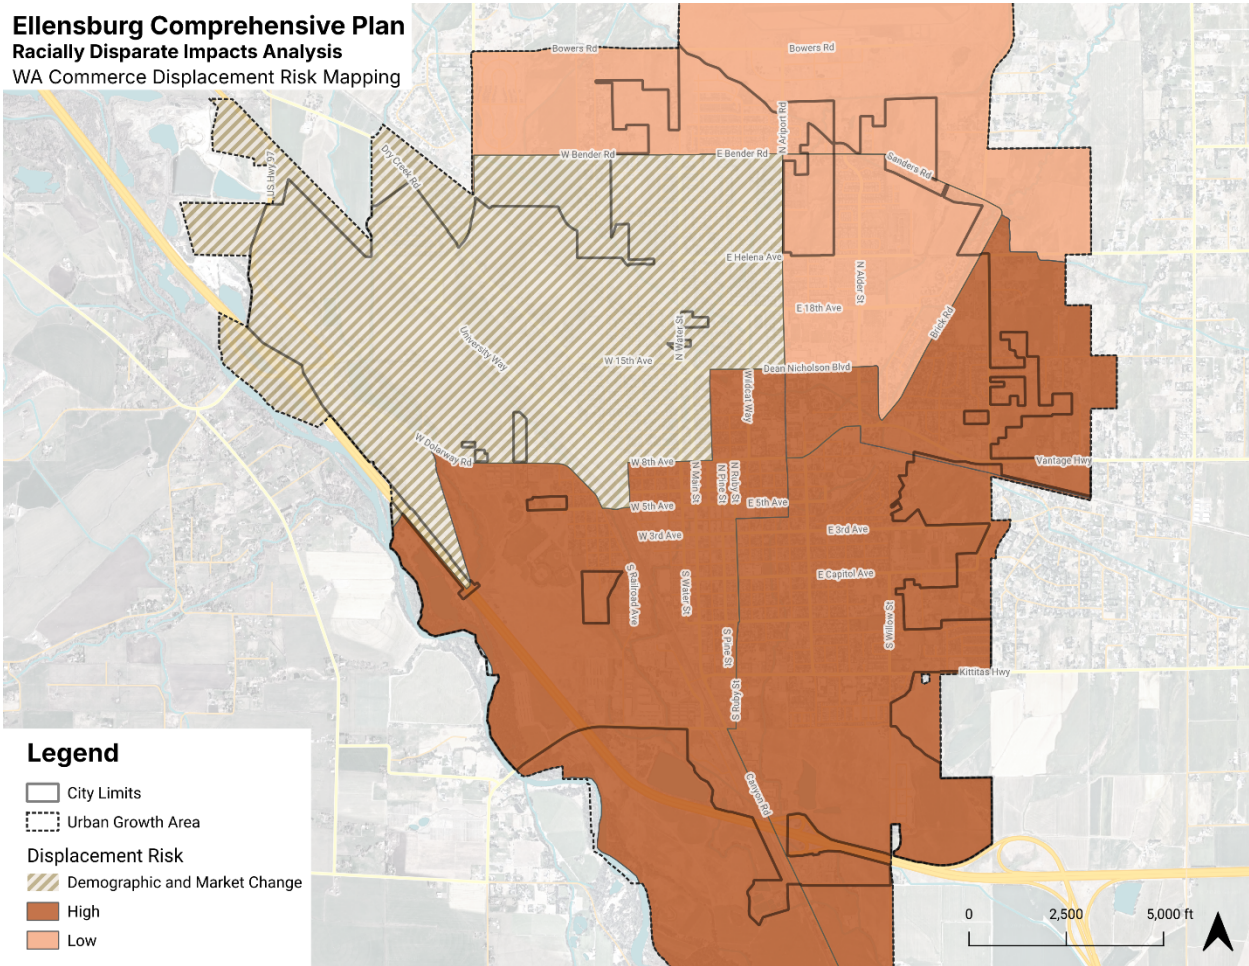 Ellensburg Comprehensive Plan
Racially Disparate Impacts Analysis
WA Commerce Displacement Risk Mapping
Bowers Rd
Bowers Rd
N Ariport Rd
W Bender Rd
E Bender Rd
Sanders Rd
Dry Creek Rd
US Hwy 97
E Helena Ave
N Alder St
E 18th Ave
Brick Rd
N Water St
University Way
W 15th Ave
Dean Nicholson Blvd
Wildcat Way
W Dolarway Rd
W 8th Ave
N Main St
N Pine St
N Ruby St
Vantage Hwy
W 5th Ave
E 5th Ave
W 3rd Ave
E 3rd Ave
S Railroad Ave
S Water St
E Capitol Ave
S Willow St
S Pine St
Kittitas Hwy
S Ruby St
Canyon Rd
Legend
City Limits
Urban Growth Area
Displacement Risk
Demographic and Market Change
High
Low
0 2,500 5,000 ft